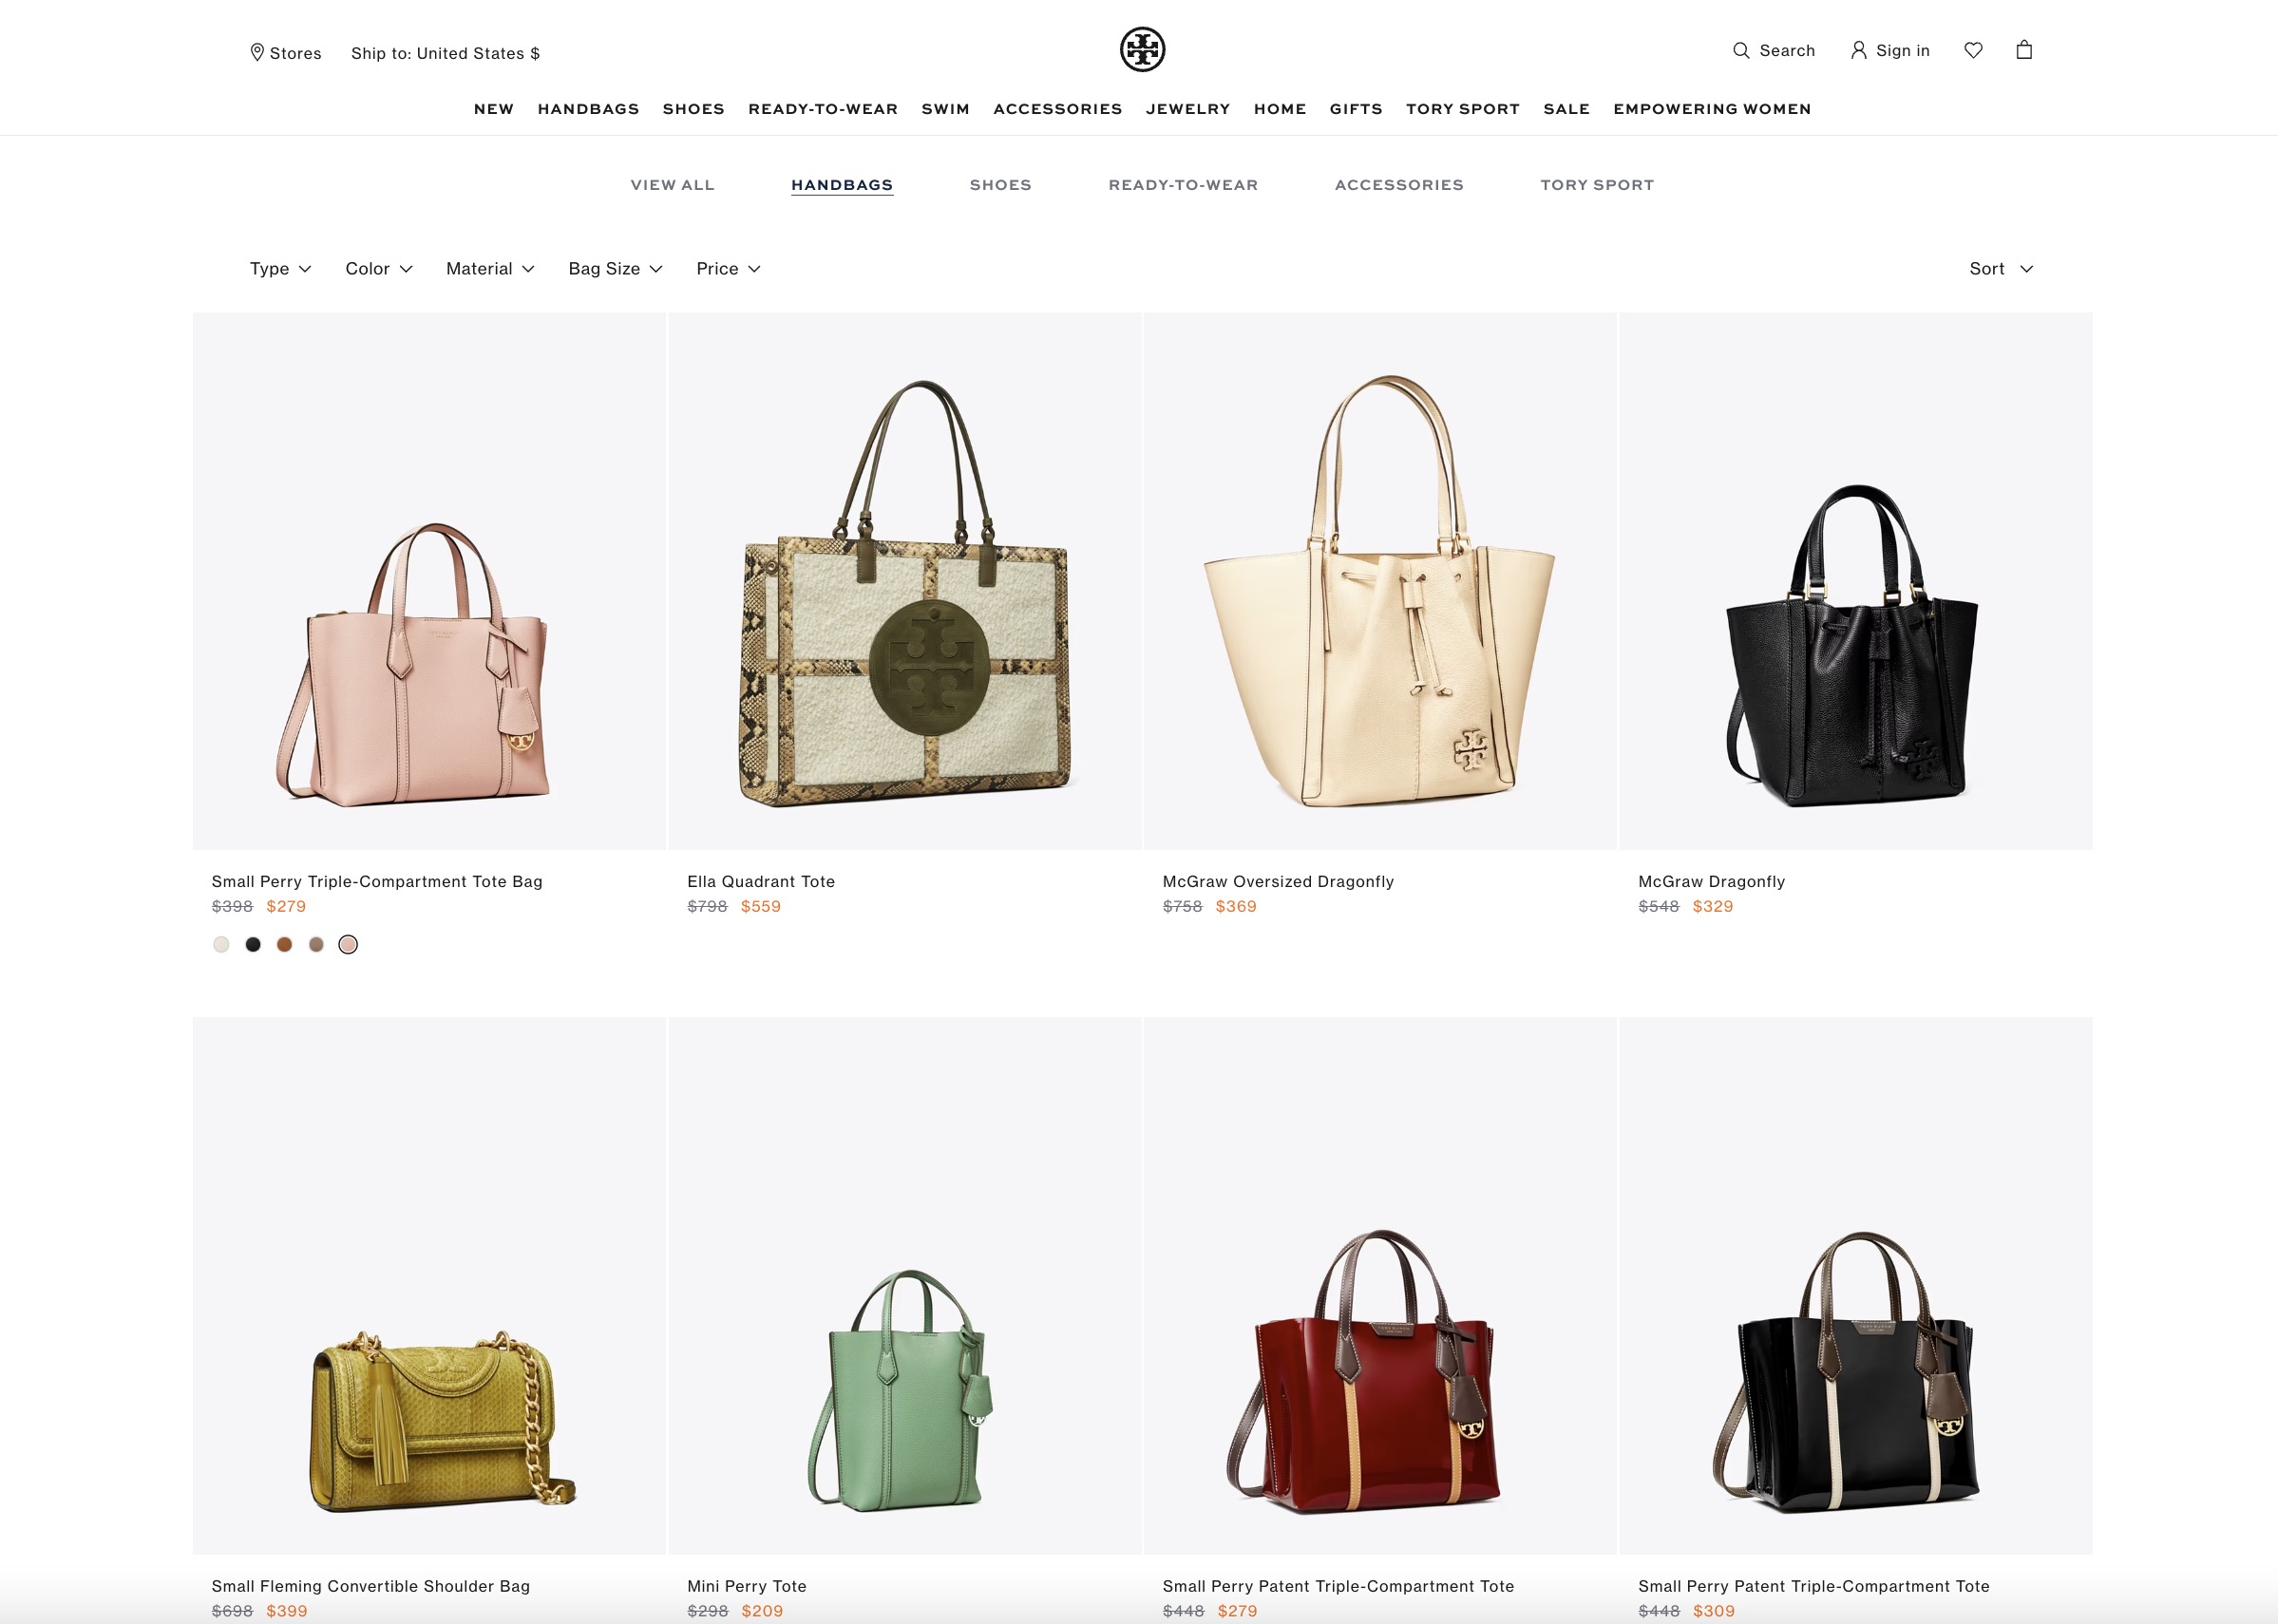 Stores Ship to: United States $ Search Sign in
NEW HANDBAGS SHOES READY-TO-WEAR SWIM ACCESSORIES JEWELRY HOME GIFTS TORY SPORT SALE EMPOWERING WOMEN
VIEW ALL HANDBAGS SHOES READY-TO-WEAR ACCESSORIES TORY SPORT
Type Color Material Bag Size Price Sort
Small Perry Triple-Compartment Tote Bag
$398 $279
Ella Quadrant Tote
$798 $559
McGraw Oversized Dragonfly
$758 $369
McGraw Dragonfly
$548 $329
Small Fleming Convertible Shoulder Bag
$698 $399
Mini Perry Tote
$298 $209
Small Perry Patent Triple-Compartment Tote
$448 $279
Small Perry Patent Triple-Compartment Tote
$448 $309